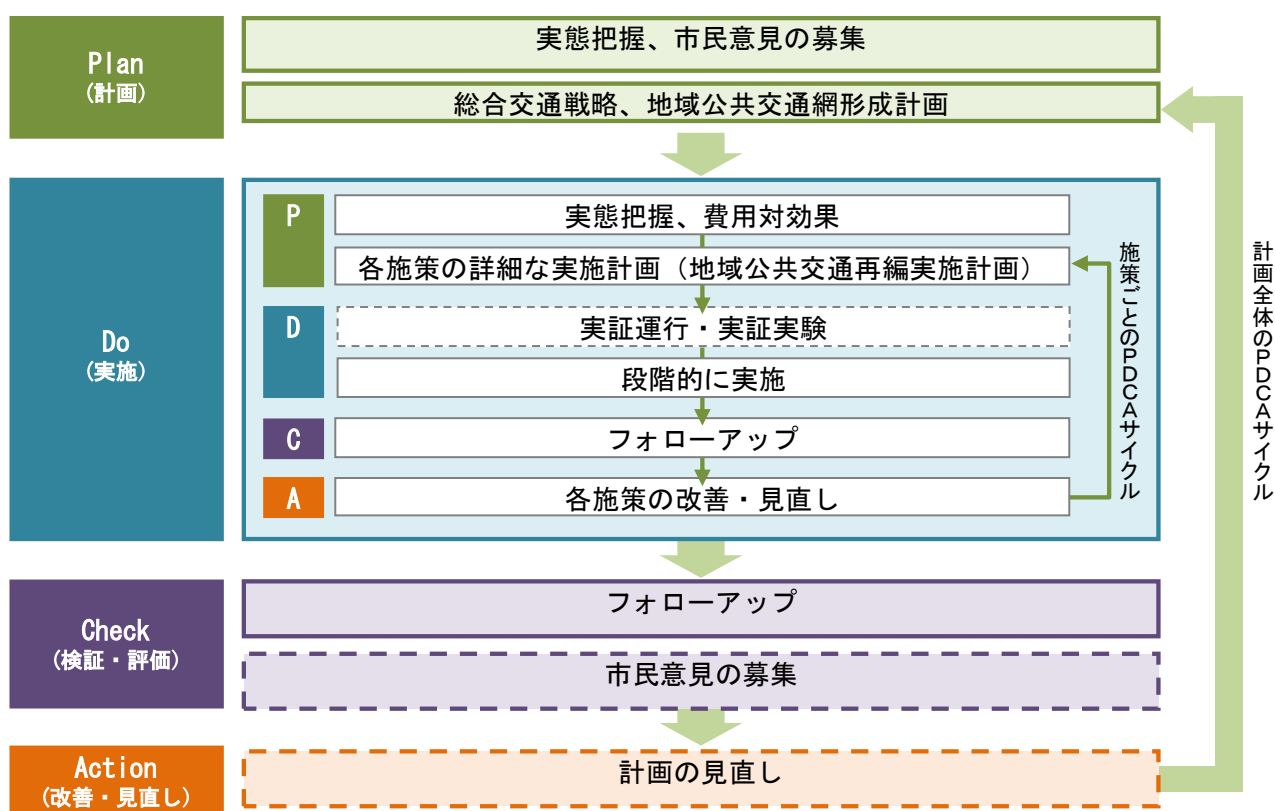 Plan
(計画)
実態把握、市民意見の募集
総合交通戦略、地域公共交通網形成計画
Do
(実施)
P
実態把握、費用対効果
各施策の詳細な実施計画（地域公共交通再編実施計画）
D
実証運行・実証実験
段階的に実施
C
フォローアップ
A
各施策の改善・見直し
施策ごとのPDCAサイクル
計画全体のPDCAサイクル
Check
(検証・評価)
フォローアップ
市民意見の募集
Action
(改善・見直し)
計画の見直し